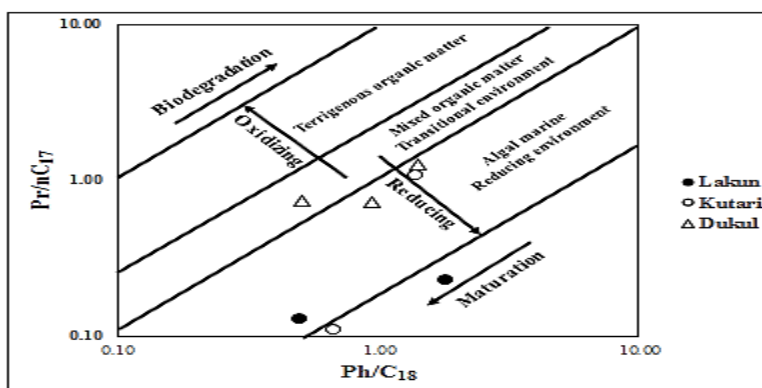 10.00
1.00
0.10
Pr/nC17
Biodegradation
Oxidizing
Terrigenous organic matter
Mixed organic matter
Transitional environment
Algal marine
Reducing environment
Reducing
Maturation
0.10
1.00
10.00
Ph/C18
Lakun
Kutari
Dukul